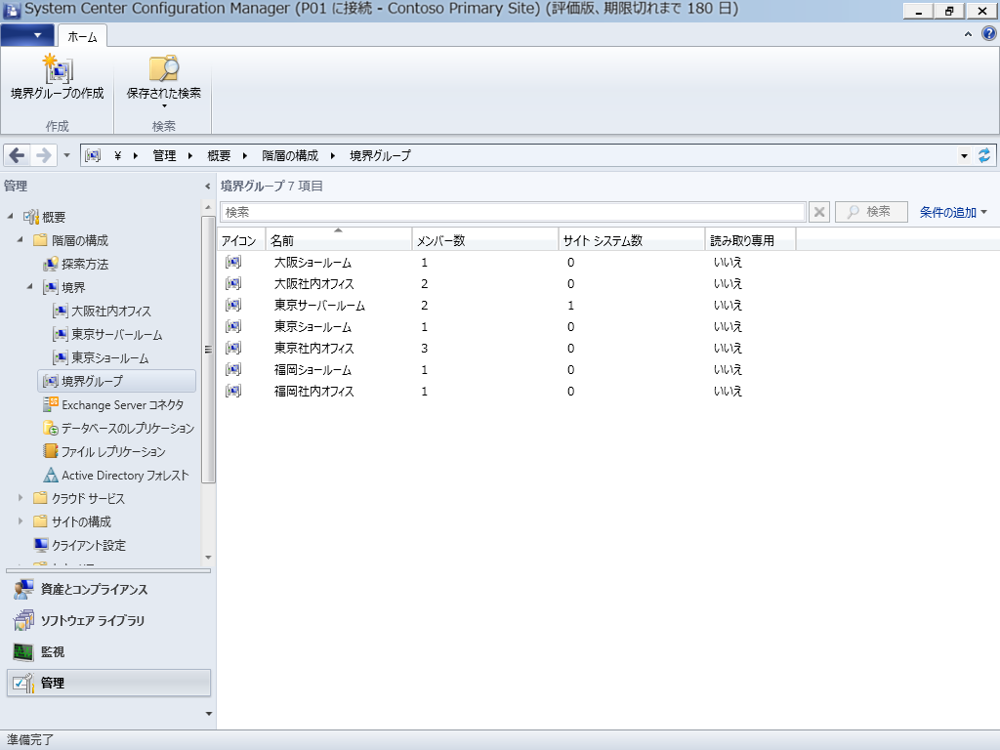 System Center Configuration Manager (P01 に接続 - Contoso Primary Site) (評価版、期限切れまで 180 日)
ホーム
境界グループの作成
保存された検索
作成
検索
¥ 管理 概要 階層の構成 境界グループ
管理
境界グループ 7 項目
検索
検索
条件の追加
概要
階層の構成
探索方法
境界
大阪社内オフィス
東京サーバールーム
東京ショールーム
境界グループ
Exchange Server コネクタ
データベースのレプリケーション
ファイル レプリケーション
Active Directory フォレスト
クラウド サービス
サイトの構成
クライアント設定
資産とコンプライアンス
ソフトウェア ライブラリ
監視
管理
アイコン 名前 メンバー数 サイト システム数 読み取り専用
大阪ショールーム 1 0 いいえ
大阪社内オフィス 2 0 いいえ
東京サーバールーム 2 1 いいえ
東京ショールーム 1 0 いいえ
東京社内オフィス 3 0 いいえ
福岡ショールーム 1 0 いいえ
福岡社内オフィス 1 0 いいえ
準備完了